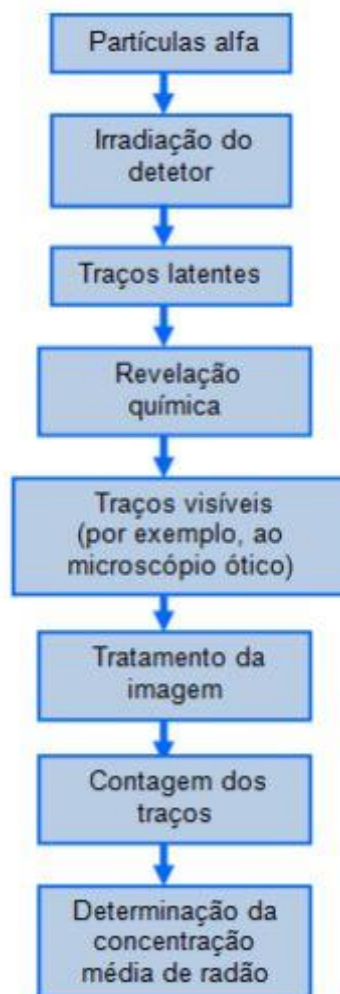 Partículas alfa
Irradiação do
detetor
Traços latentes
Revelação
química
Traços visíveis
(por exemplo, ao
microscópio ótico)
Tratamento da
imagem
Contagem dos
traços
Determinação da
concentração
média de radão